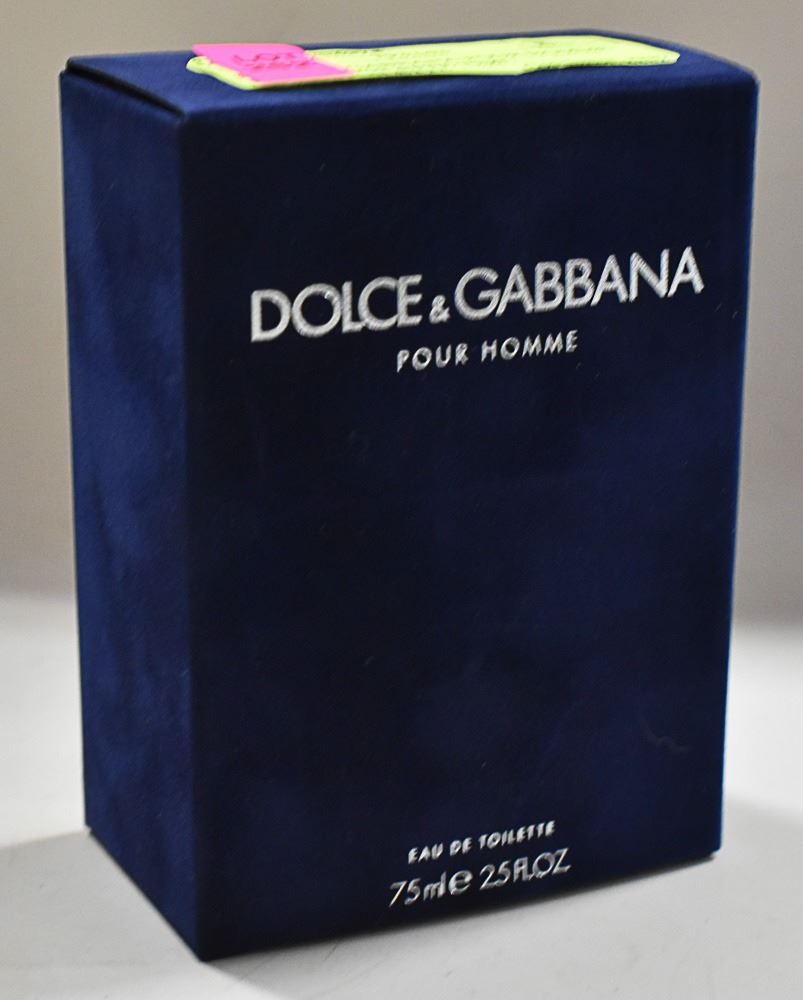 DOLCE & GABBANA
POUR HOMME
EAU DE TOILETTE
75ml e 2.5FL.OZ